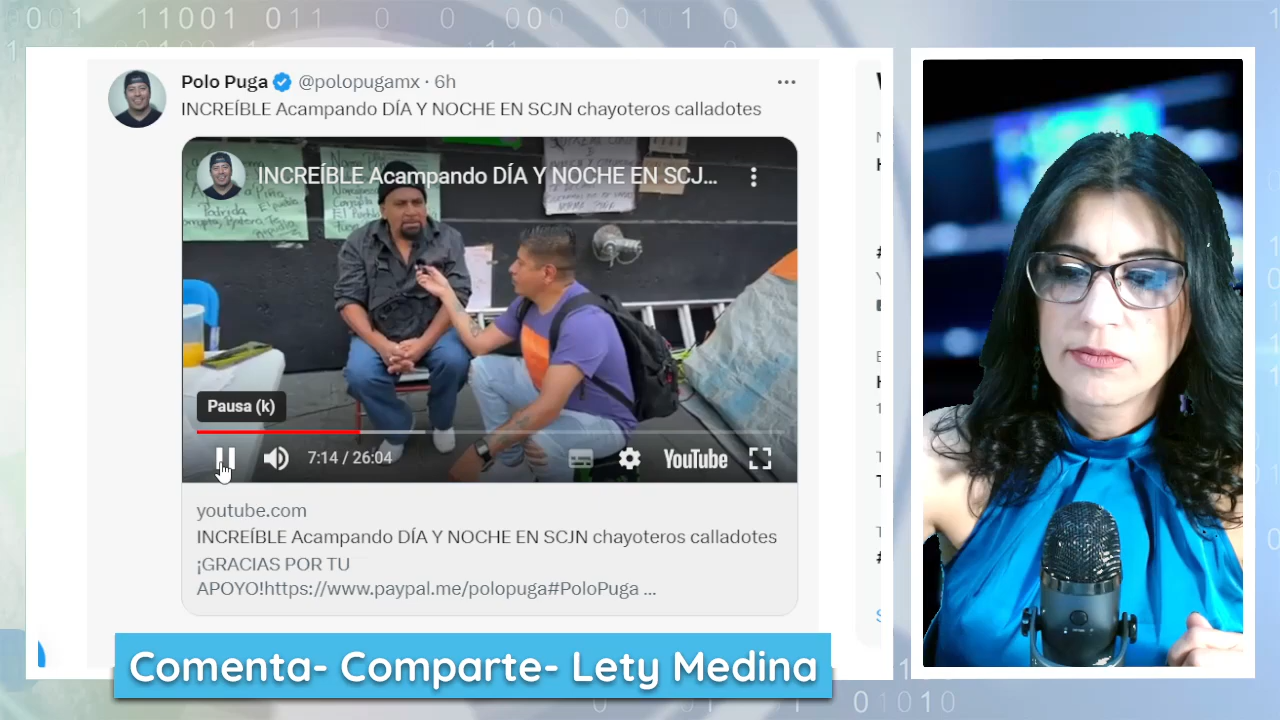 Polo Puga @polopugamx · 6h
INCREÍBLE Acampando DÍA Y NOCHE EN SCJN chayoteros calladotes
INCREÍBLE Acampando DÍA Y NOCHE EN SCJ...
Pausa (k)
7:14 / 26:04
YouTube
youtube.com
INCREÍBLE Acampando DÍA Y NOCHE EN SCJN chayoteros calladotes
¡GRACIAS POR TU
APOYO!https://www.paypal.me/polopuga#PoloPuga ...
Comenta- Comparte- Lety Medina